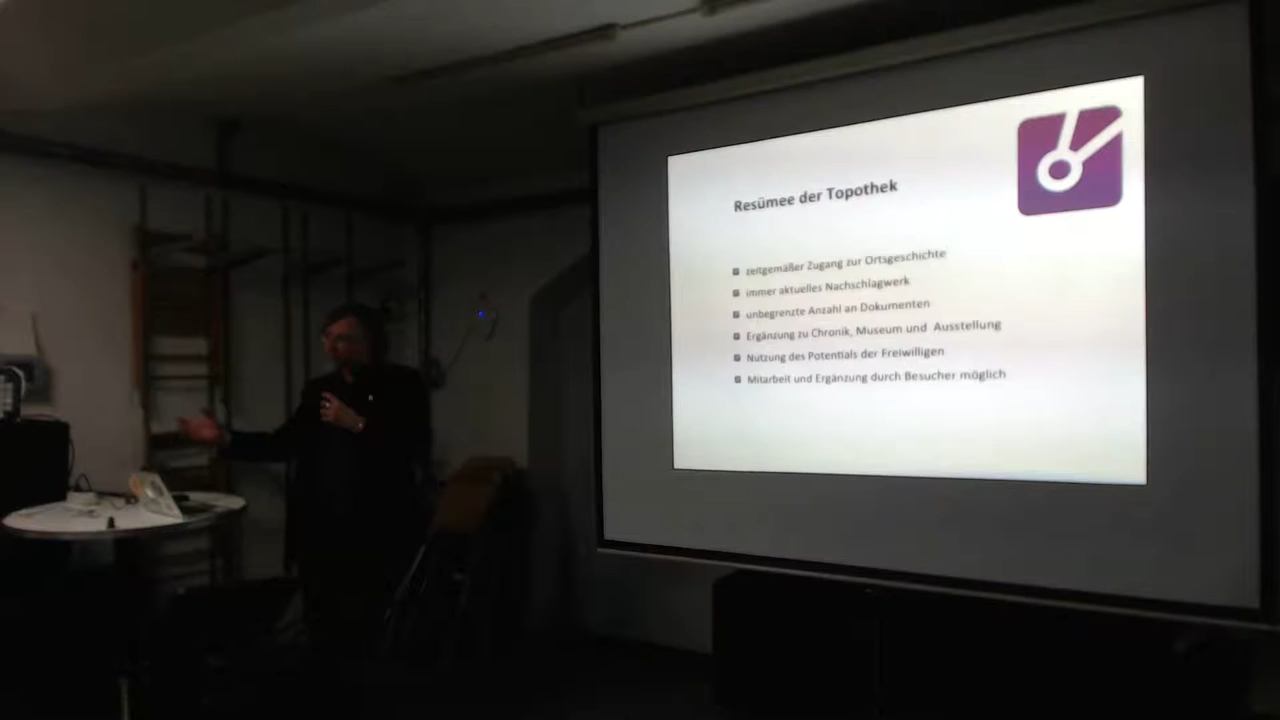 Resümee der Topothek
zeitgemäßer Zugang zur Ortsgeschichte
immer aktuelles Nachschlagwerk
unbegrenzte Anzahl an Dokumenten
Ergänzung zu Chronik, Museum und Ausstellung
Nutzung des Potentials der Freiwilligen
Mitarbeit und Ergänzung durch Besucher möglich